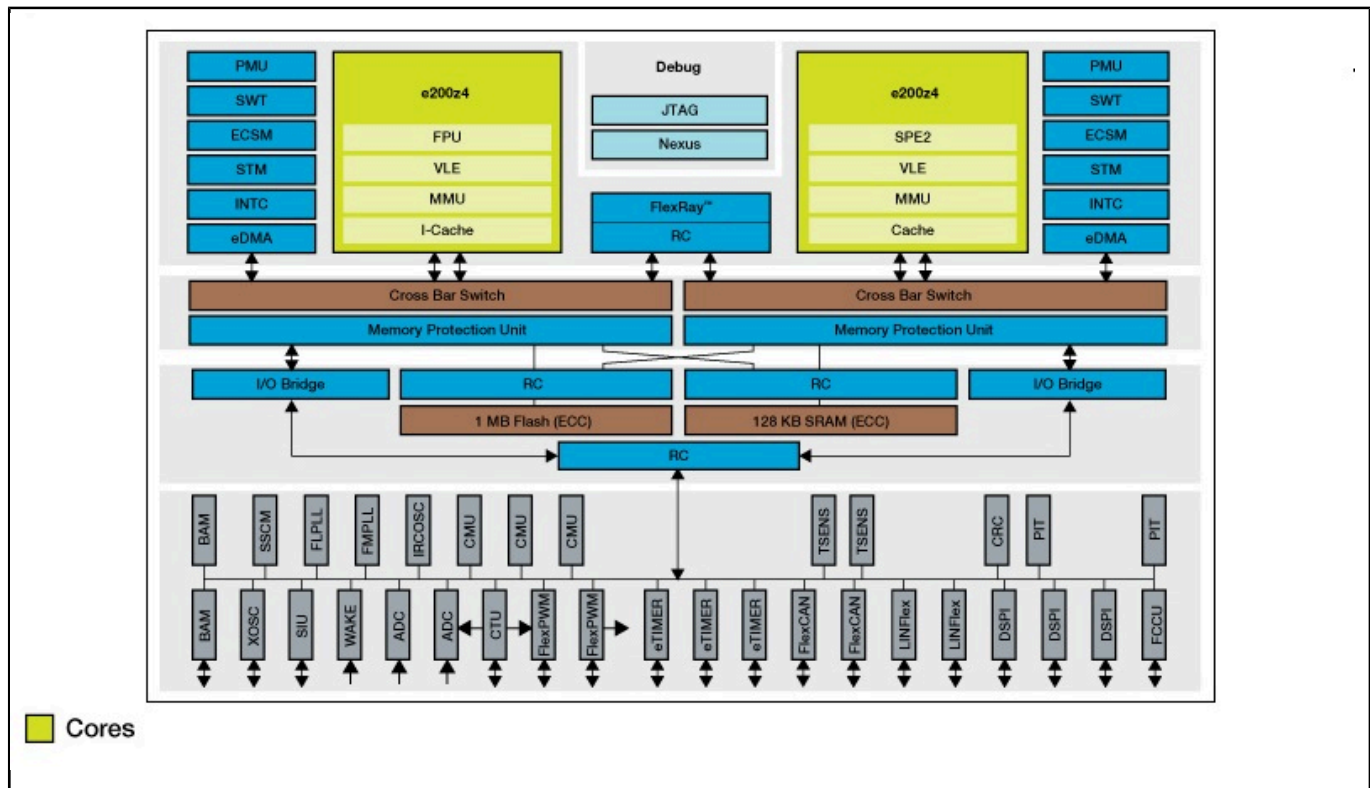 PMU
SWT
ECSM
STM
INTC
eDMA
e200z4
FPU
VLE
MMU
I-Cache
Debug
JTAG
Nexus
FlexRay™
RC
e200z4
SPE2
VLE
MMU
Cache
PMU
SWT
ECSM
STM
INTC
eDMA
Cross Bar Switch
Cross Bar Switch
Memory Protection Unit
Memory Protection Unit
I/O Bridge
RC
RC
I/O Bridge
1 MB Flash (ECC)
128 KB SRAM (ECC)
RC
BAM
SSCM
FLPLL
FMPLL
IRCOSC
CMU
CMU
CMU
TSENS
TSENS
CRC
PIT
PIT
BAM
XOSC
SIU
WAKE
ADC
ADC
CTU
FlexPWM
FlexPWM
eTIMER
eTIMER
eTIMER
FlexCAN
FlexCAN
LINFlex
LINFlex
DSPI
DSPI
DSPI
FCCU
Cores